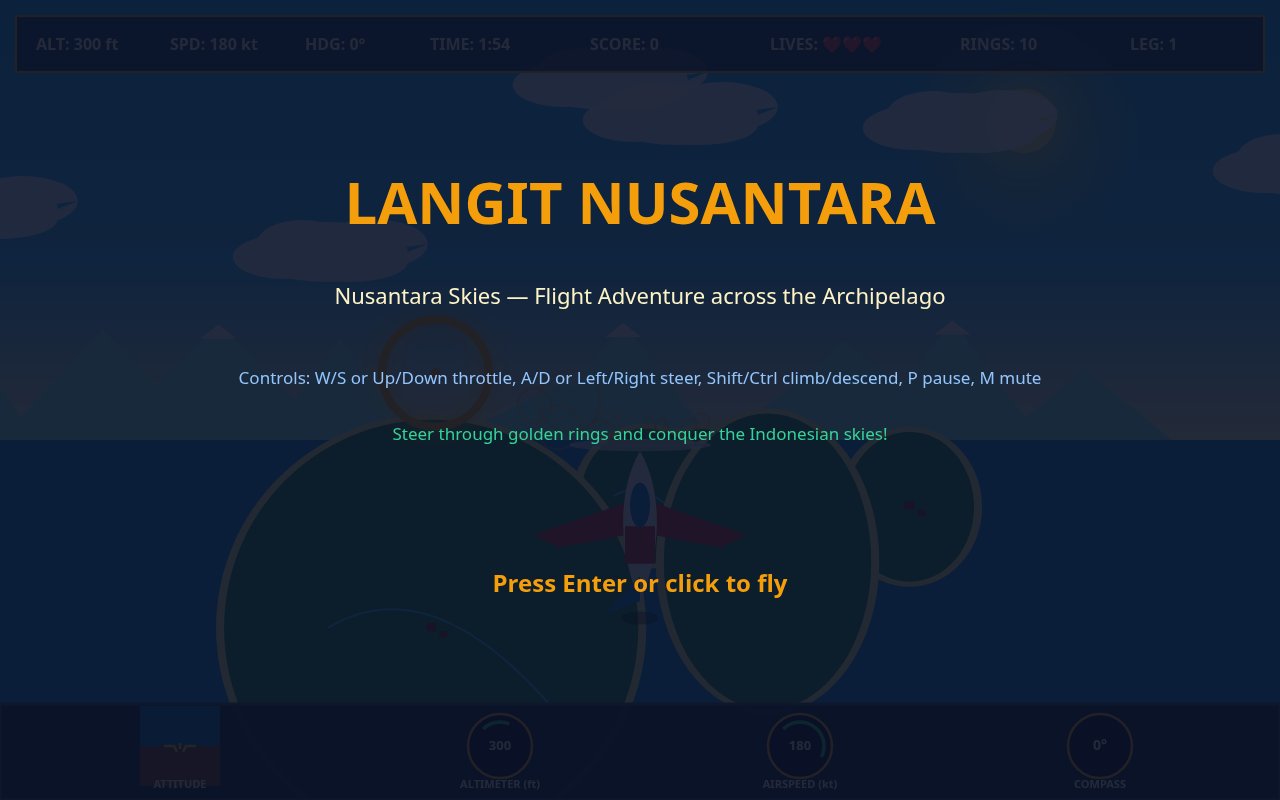 ALT: 300 ft SPD: 180 kt HDG: 0° TIME: 1:54 SCORE: 0 LIVES: ❤❤❤ RINGS: 10 LEG: 1
LANGIT NUSANTARA
Nusantara Skies — Flight Adventure across the Archipelago
Controls: W/S or Up/Down throttle, A/D or Left/Right steer, Shift/Ctrl climb/descend, P pause, M mute
Steer through golden rings and conquer the Indonesian skies!
Press Enter or click to fly
300 180 0°
ATTITUDE ALTIMETER (ft) AIRSPEED (kt) COMPASS